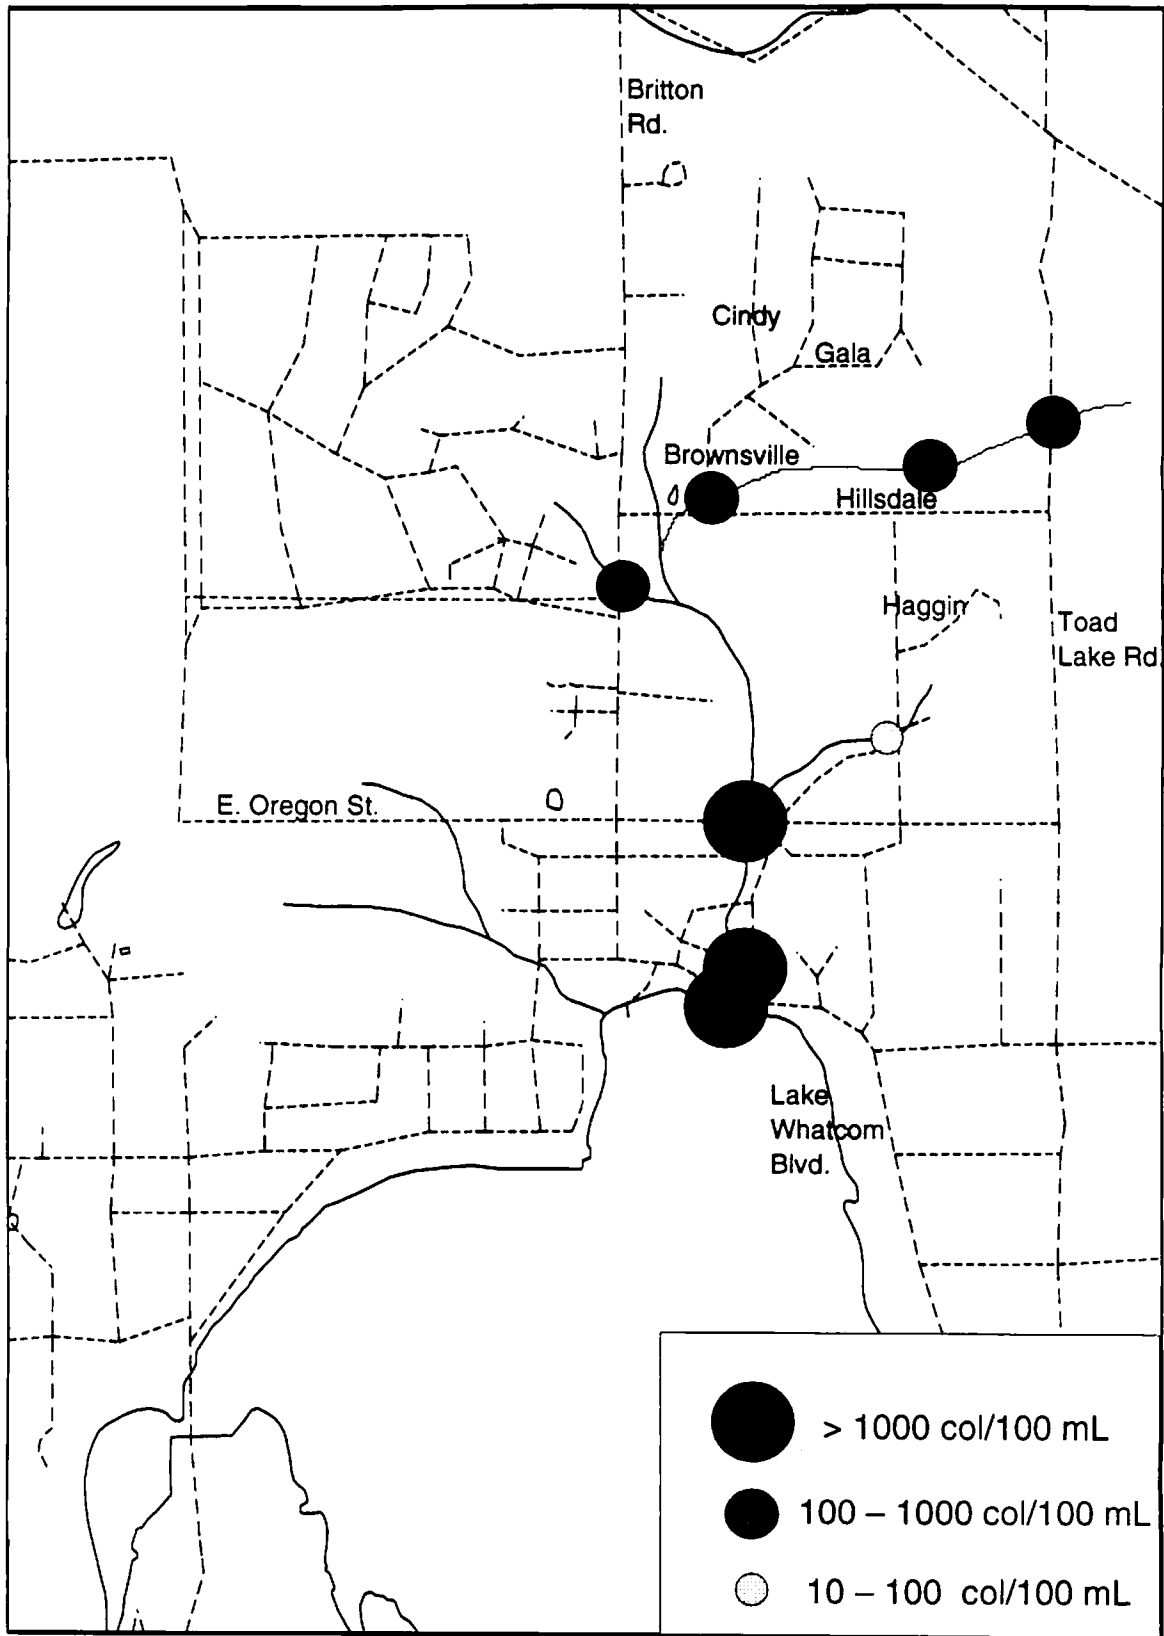 Britton
Rd.
Cindy
Gala
Brownsville
Hillsdale
Haggin
Toad
Lake Rd.
E. Oregon St.
Lake
Whatcom
Blvd.
> 1000 col/100 mL
100 – 1000 col/100 mL
10 – 100 col/100 mL